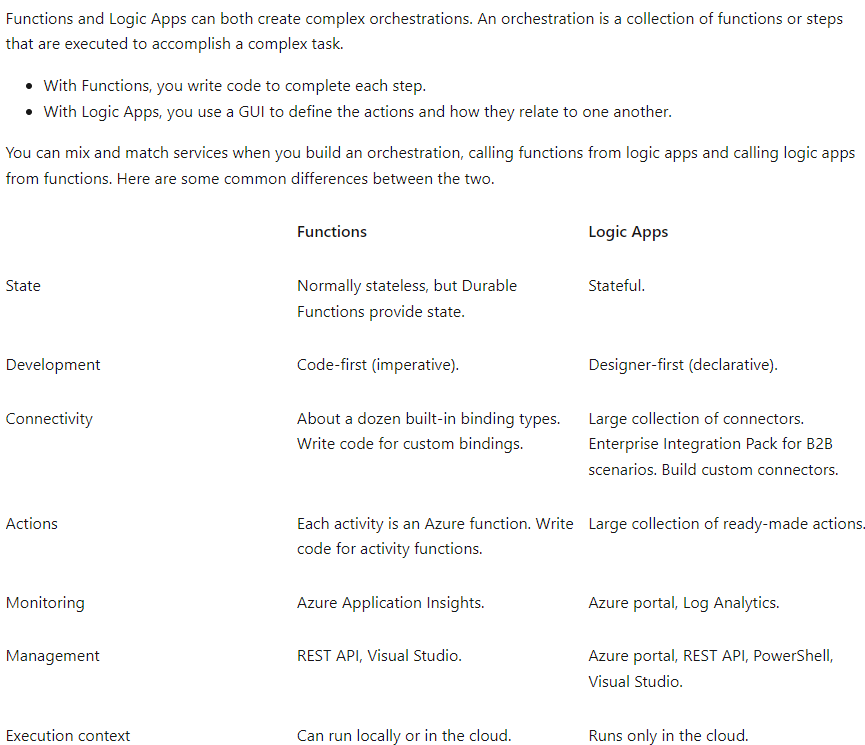 Functions and Logic Apps can both create complex orchestrations. An orchestration is a collection of functions or steps
that are executed to accomplish a complex task.
• With Functions, you write code to complete each step.
• With Logic Apps, you use a GUI to define the actions and how they relate to one another.
You can mix and match services when you build an orchestration, calling functions from logic apps and calling logic apps
from functions. Here are some common differences between the two.
Functions Logic Apps
State Normally stateless, but Durable Stateful.
Functions provide state.
Development Code-first (imperative). Designer-first (declarative).
Connectivity About a dozen built-in binding types. Large collection of connectors.
Write code for custom bindings. Enterprise Integration Pack for B2B
scenarios. Build custom connectors.
Actions Each activity is an Azure function. Write Large collection of ready-made actions.
code for activity functions.
Monitoring Azure Application Insights. Azure portal, Log Analytics.
Management REST API, Visual Studio. Azure portal, REST API, PowerShell,
Visual Studio.
Execution context Can run locally or in the cloud. Runs only in the cloud.